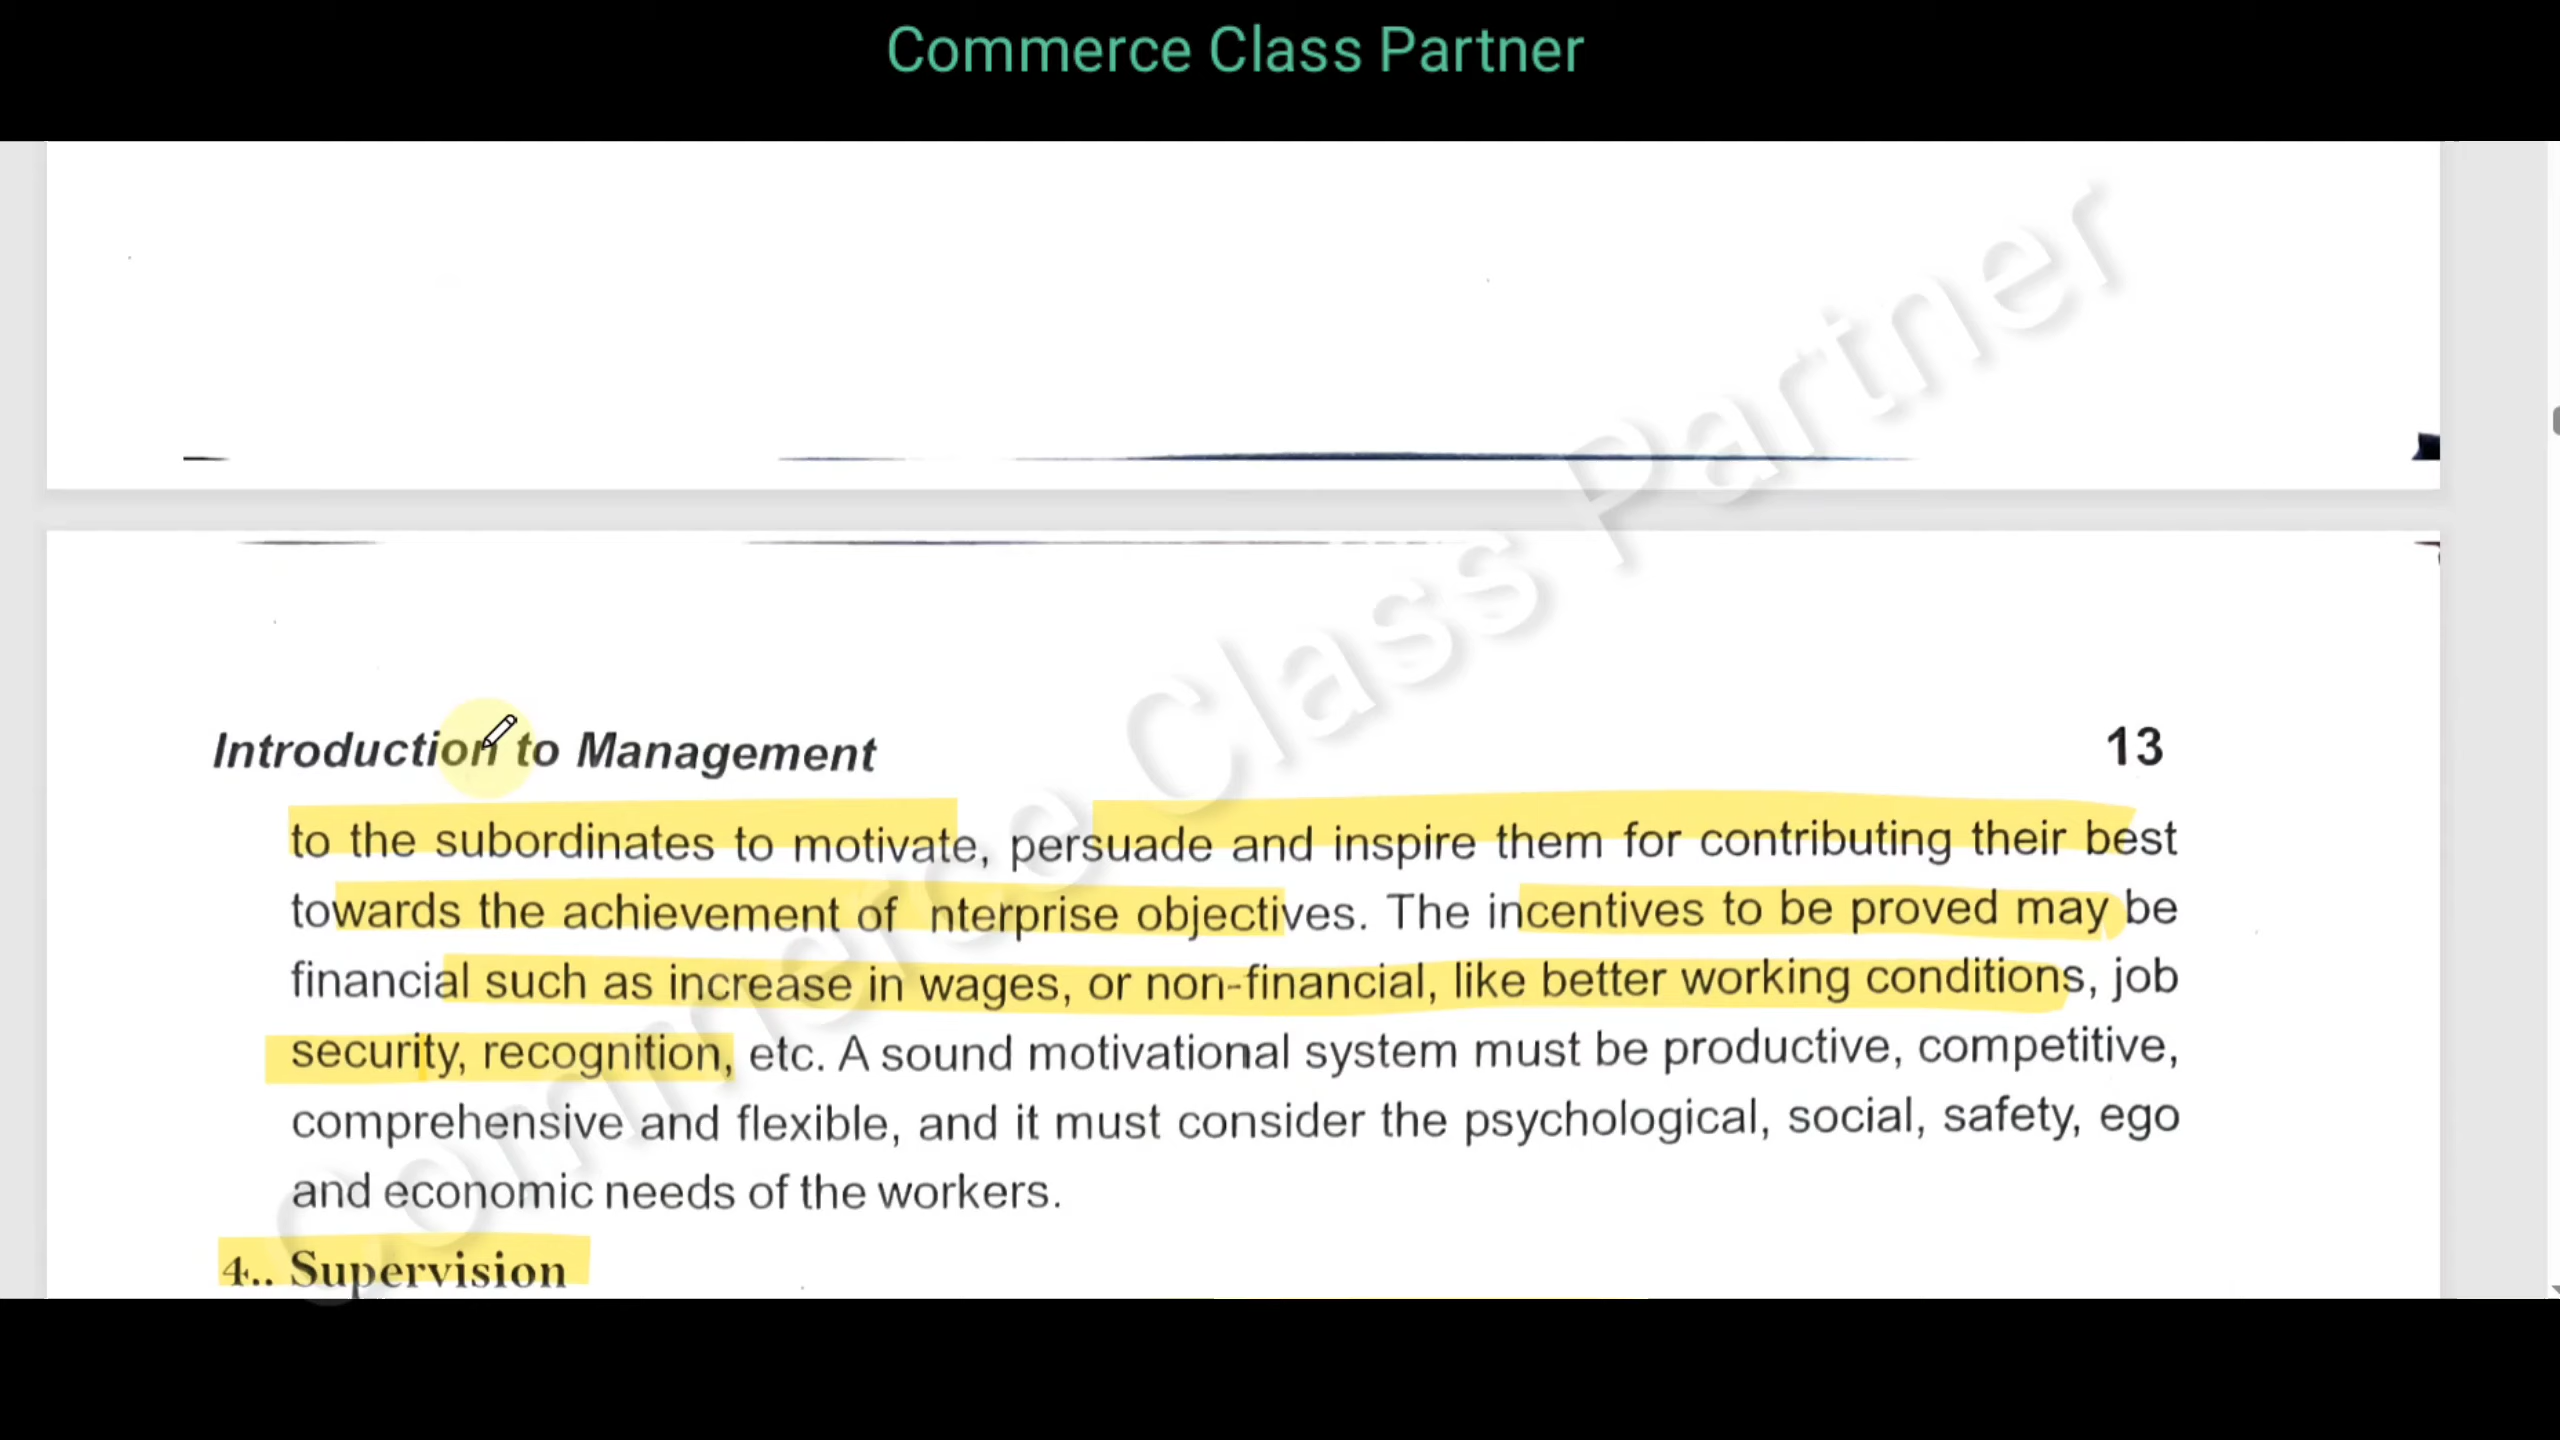 Commerce Class Partner
Commerce Class Partner
Introduction to Management 13
to the subordinates to motivate, persuade and inspire them for contributing their best
towards the achievement of nterprise objectives. The incentives to be proved may be
financial such as increase in wages, or non-financial, like better working conditions, job
security, recognition, etc. A sound motivational system must be productive, competitive,
comprehensive and flexible, and it must consider the psychological, social, safety, ego
and economic needs of the workers.
4.. Supervision